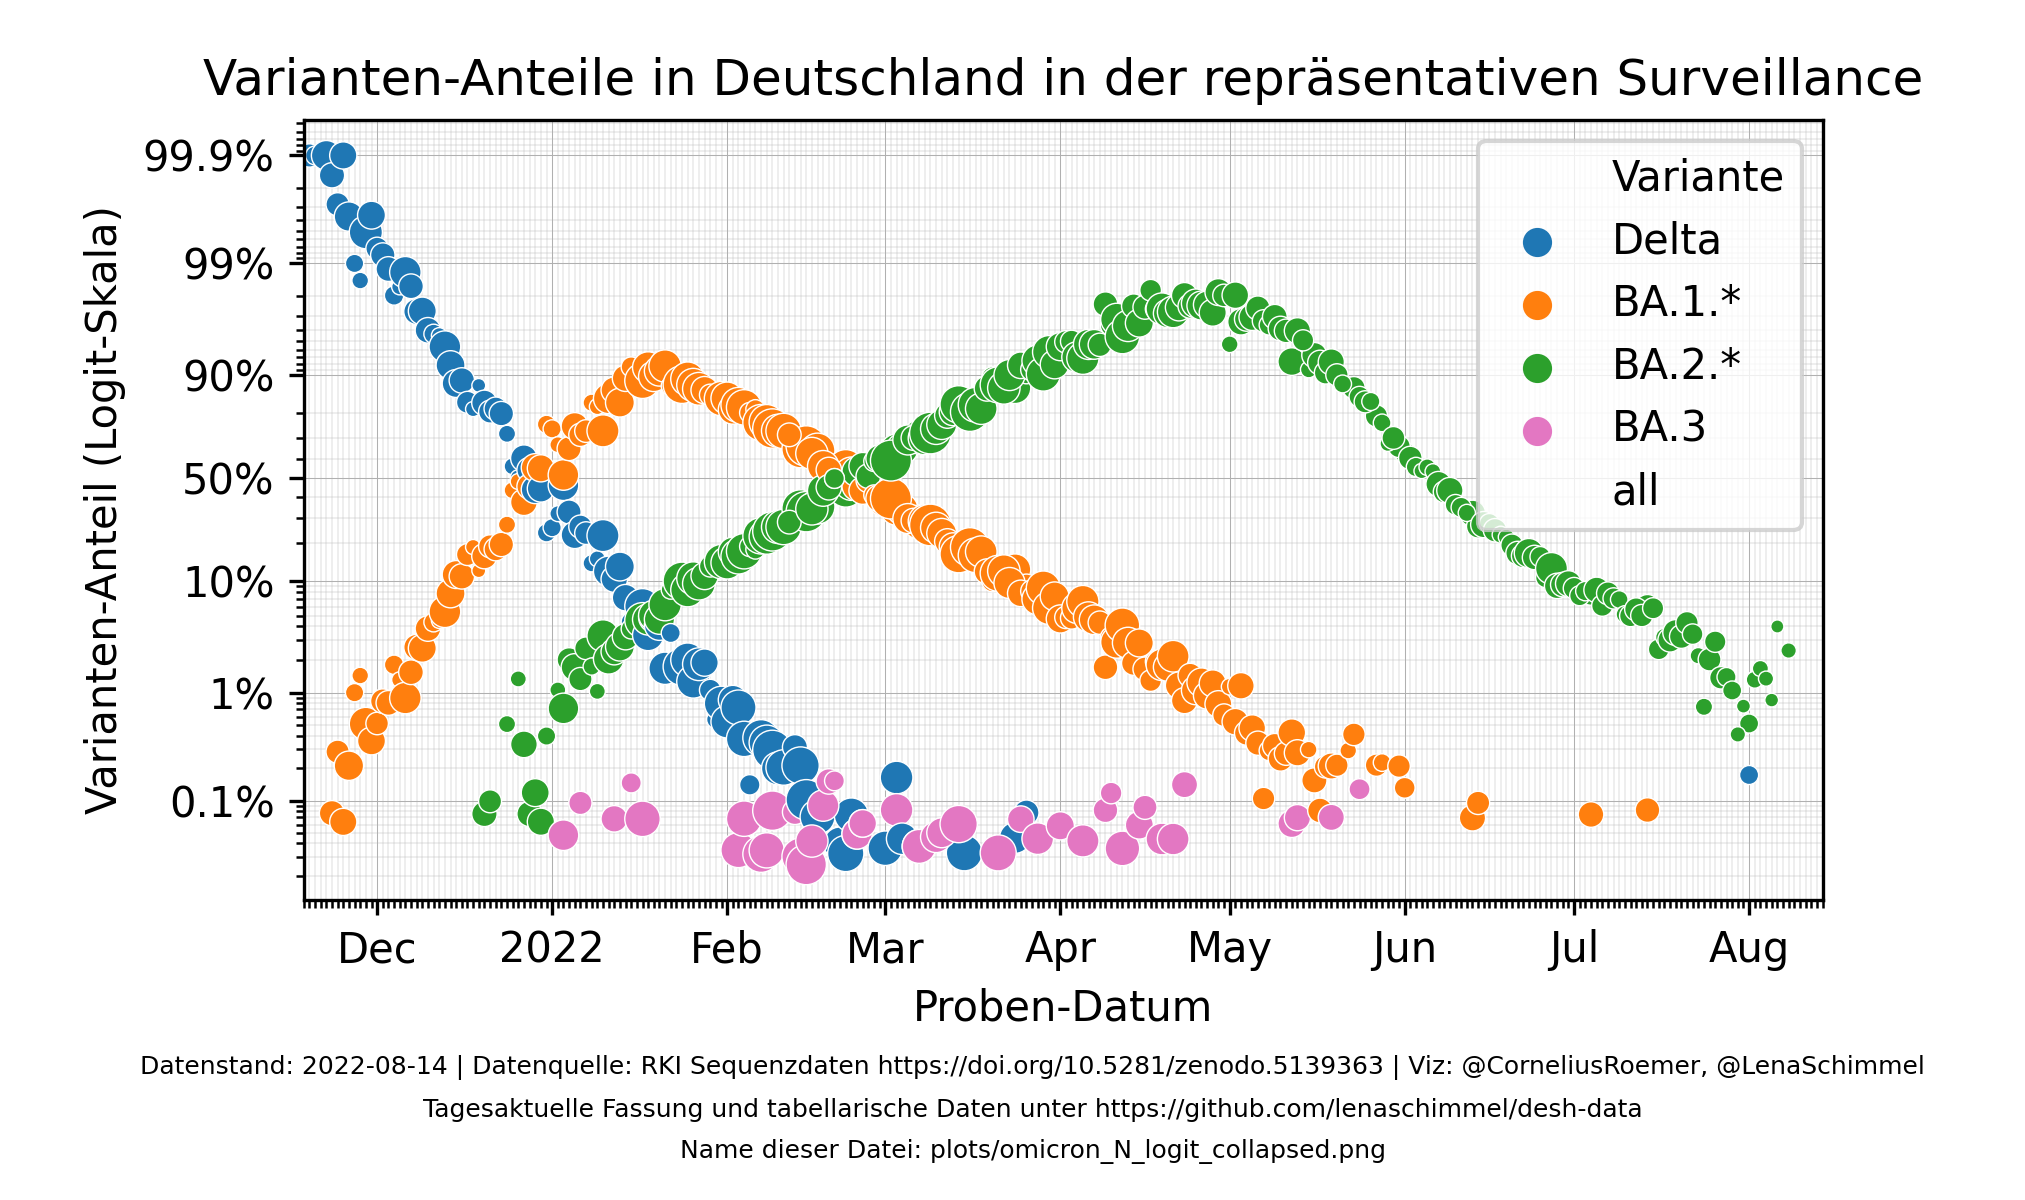 Varianten-Anteile in Deutschland in der repräsentativen Surveillance
Varianten-Anteil (Logit-Skala)
99.9%
99%
90%
50%
10%
1%
0.1%
Variante
Delta
BA.1.*
BA.2.*
BA.3
all
Dec 2022 Feb Mar Apr May Jun Jul Aug
Proben-Datum
Datenstand: 2022-08-14 | Datenquelle: RKI Sequenzdaten https://doi.org/10.5281/zenodo.5139363 | Viz: @CorneliusRoemer, @LenaSchimmel
Tagesaktuelle Fassung und tabellarische Daten unter https://github.com/lenaschimmel/desh-data
Name dieser Datei: plots/omicron_N_logit_collapsed.png